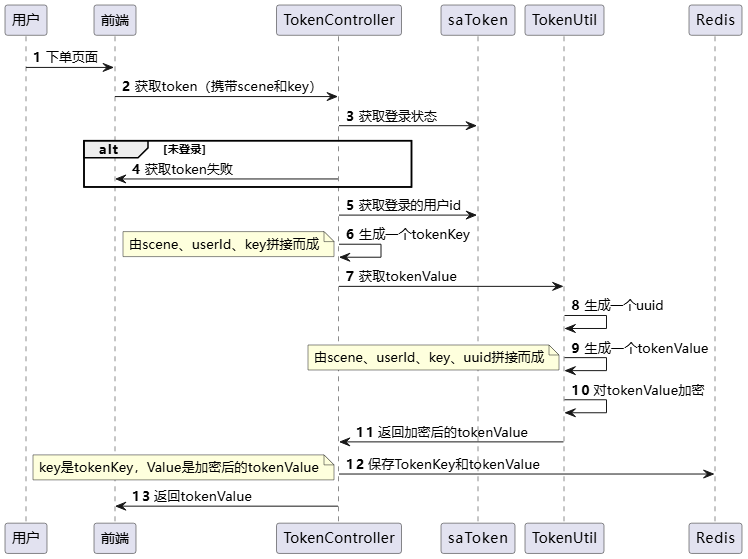 用户
前端
TokenController
saToken
TokenUtil
Redis
1 下单页面
2 获取token（携带scene和key）
3 获取登录状态
alt [未登录]
4 获取token失败
5 获取登录的用户id
6 生成一个tokenKey
由scene、userId、key拼接而成
7 获取tokenValue
8 生成一个uuid
9 生成一个tokenValue
由scene、userId、key、uuid拼接而成
10 对tokenValue加密
11 返回加密后的tokenValue
key是tokenKey，Value是加密后的tokenValue
12 保存TokenKey和tokenValue
13 返回tokenValue
用户
前端
TokenController
saToken
TokenUtil
Redis